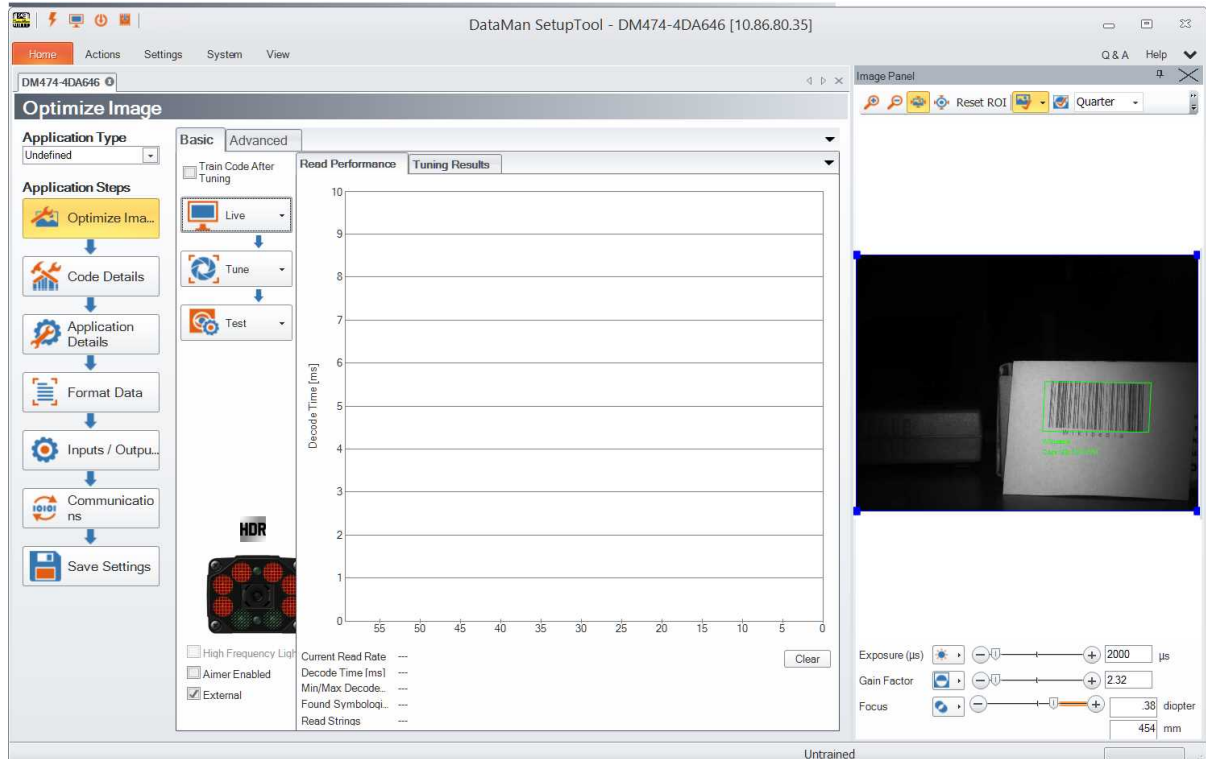 DataMan SetupTool - DM474-4DA646 [10.86.80.35]
Home Actions Settings System View Q & A Help
DM474-4DA646
Optimize Image
Application Type
Undefined
Application Steps
Optimize Ima...
Code Details
Application
Details
Format Data
Inputs / Outpu...
Communicatio
ns
Save Settings
Basic Advanced
Train Code After
Tuning
Live
Tune
Test
HDR
High Frequency Ligh
Aimer Enabled
External
Read Performance Tuning Results
Decode Time [ms]
10
9
8
7
6
5
4
3
2
1
0
55 50 45 40 35 30 25 20 15 10 5 0
Current Read Rate ---
Decode Time [ms] ---
Min/Max Decode... ---
Found Symbologi... ---
Read Strings ---
Clear
Image Panel
Reset ROI Quarter
Wikipedia
Exposure (µs) 2000 µs
Gain Factor 2.32
Focus .38 diopter
454 mm
Untrained